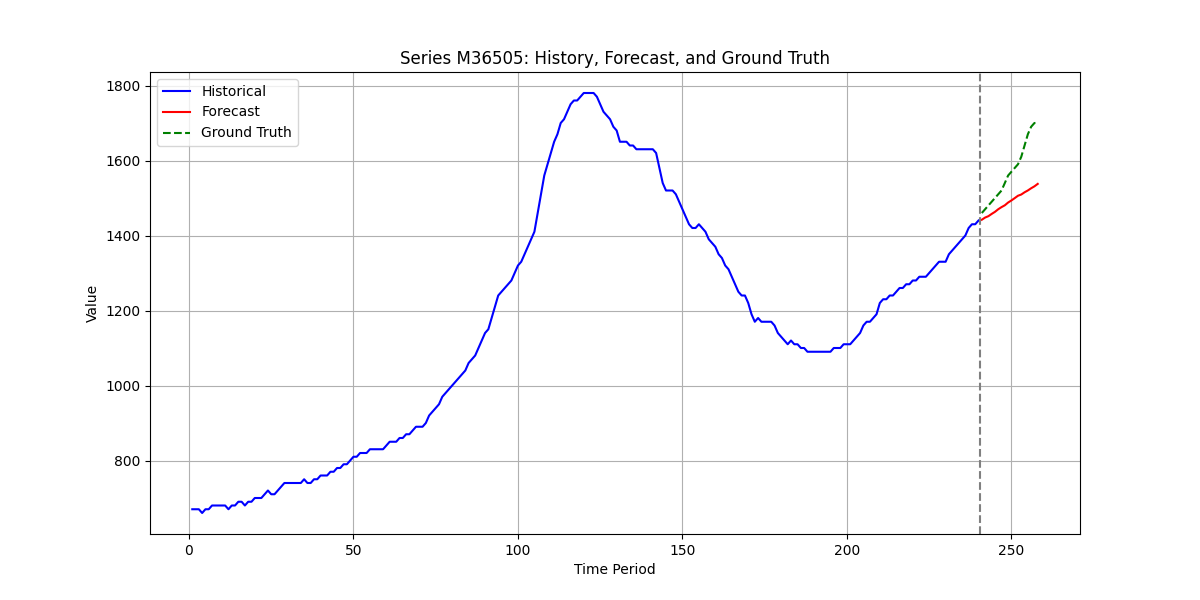 Series M36505: History, Forecast, and Ground Truth
Historical
Forecast
Ground Truth
1800
1600
1400
1200
1000
800
Value
0 50 100 150 200 250
Time Period